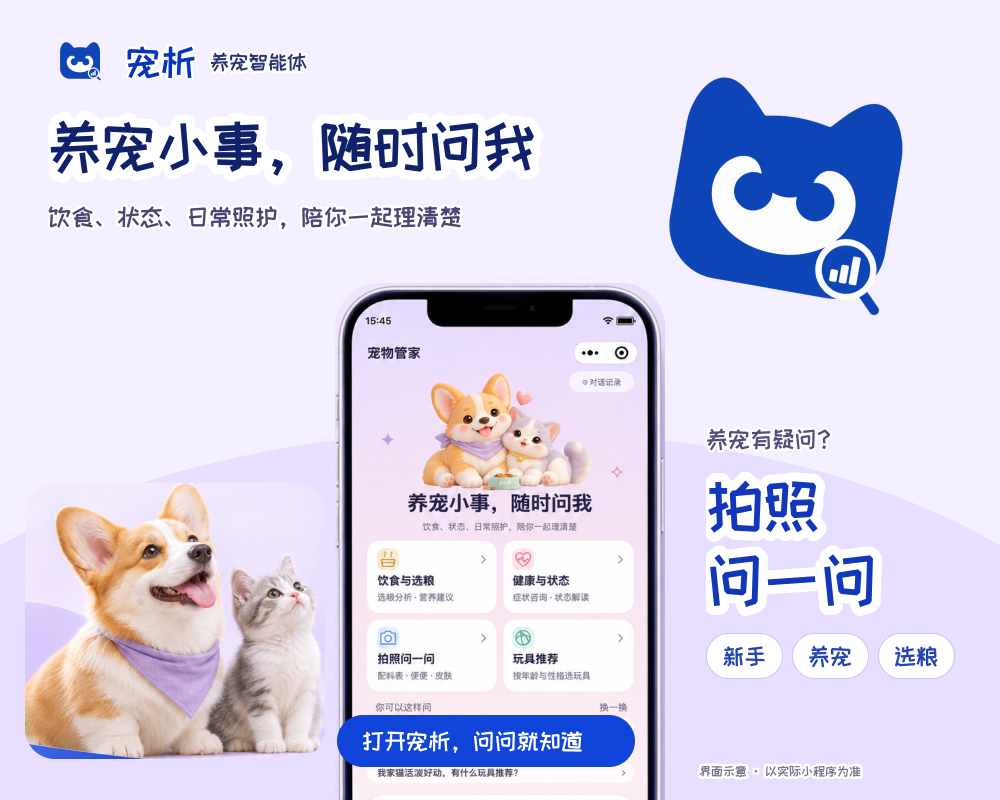 宠析 养宠智能体
养宠小事，随时问我
饮食、状态、日常照护，陪你一起理清楚
15:45
宠物管家
对话记录
养宠小事，随时问我
饮食、状态、日常照护，陪你一起理清楚
饮食与选粮
选粮分析·营养建议
健康与状态
症状咨询·状态解读
拍照问一问
配料表·便便·皮肤
玩具推荐
按年龄与性格选玩具
你可以这样问
换一换
打开宠析，问问就知道
我家猫活泼好动，有什么玩具推荐？
养宠有疑问？
拍照
问一问
新手
养宠
选粮
界面示意 · 以实际小程序为准